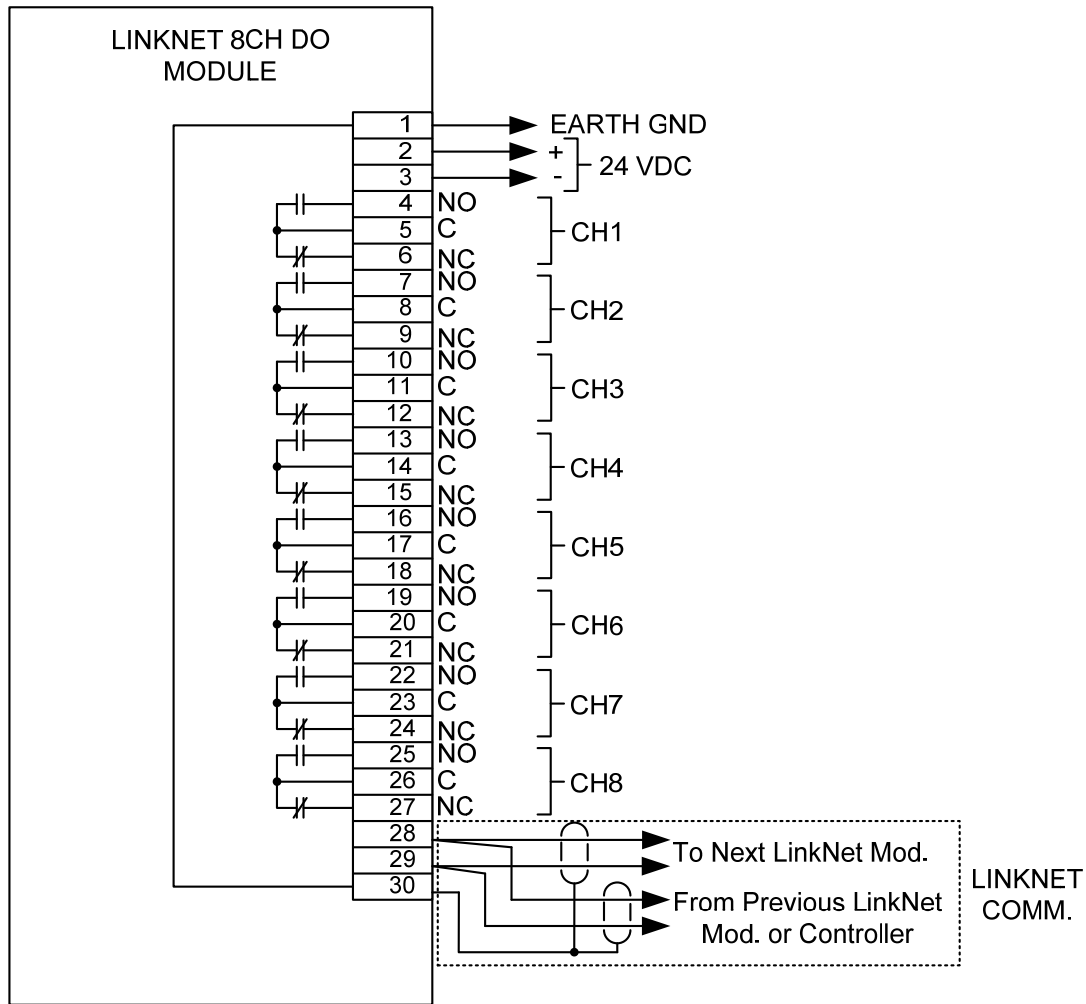 LINKNET 8CH DO
MODULE
1 EARTH GND
2 +
24 VDC
3 -
4 NO
5 C CH1
6 NC
7 NO
8 C CH2
9 NC
10 NO
11 C CH3
12 NC
13 NO
14 C CH4
15 NC
16 NO
17 C CH5
18 NC
19 NO
20 C CH6
21 NC
22 NO
23 C CH7
24 NC
25 NO
26 C CH8
27 NC
28
29
30
To Next LinkNet Mod.
From Previous LinkNet
Mod. or Controller
LINKNET
COMM.